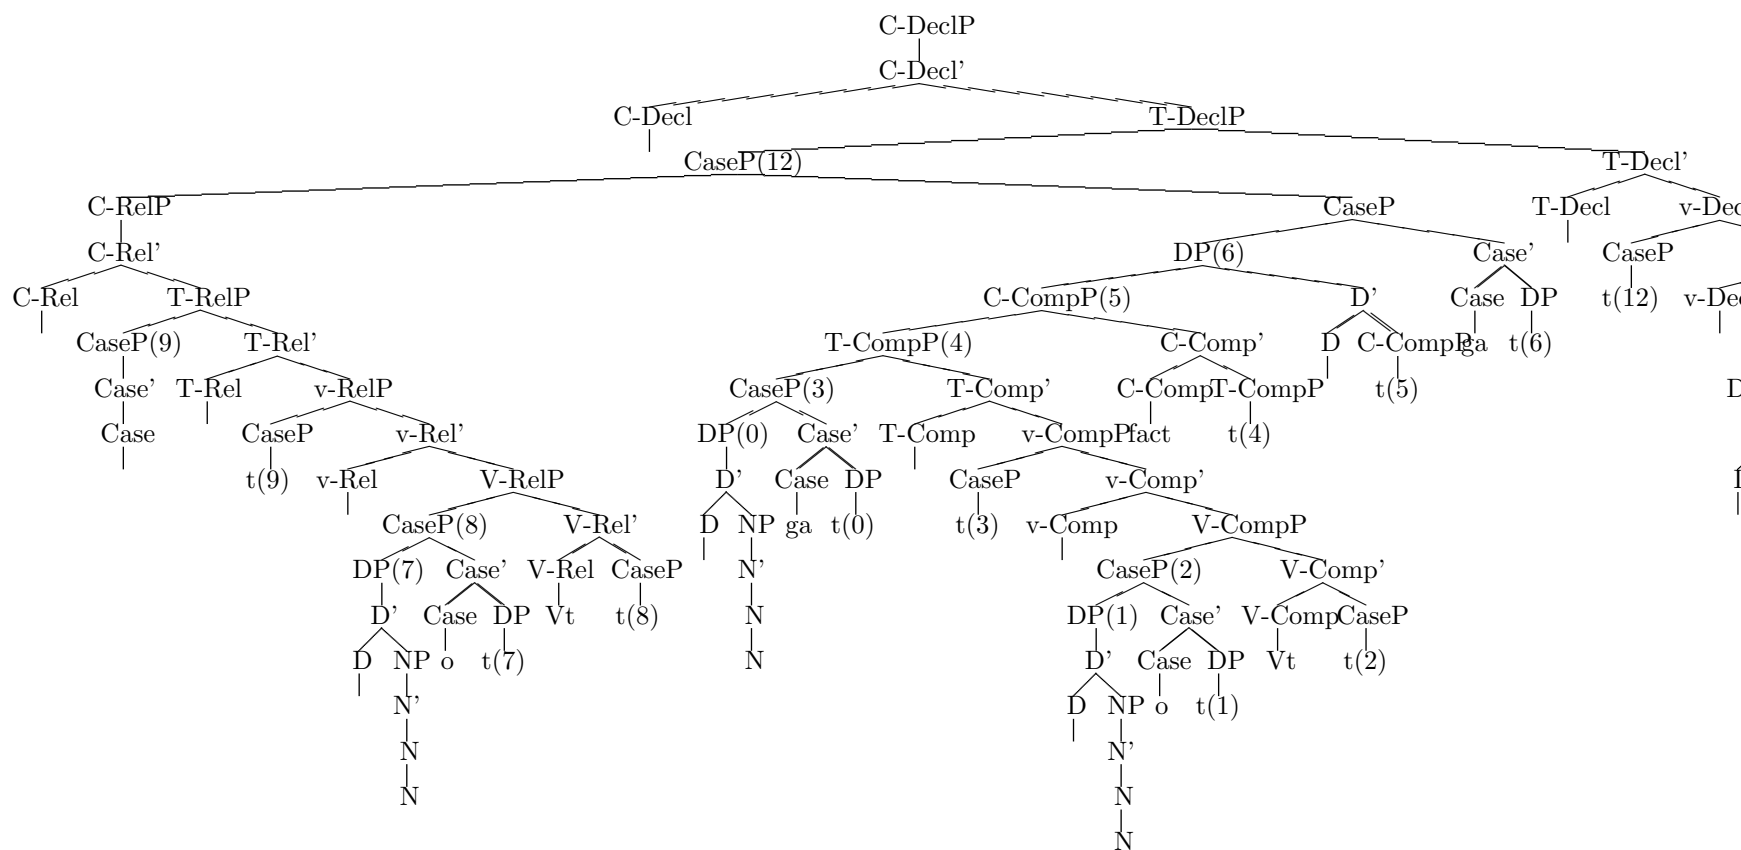 C-DeclP
C-Decl'
C-Decl T-DeclP
CaseP(12) T-Decl'
C-RelP CaseP T-Decl v-Dec
C-Rel' DP(6) Case' CaseP
C-Rel T-RelP C-CompP(5) D' Case DP t(12) v-Dec
CaseP(9) T-Rel' T-CompP(4) C-Comp' D C-CompP ga t(6)
Case' T-Rel v-RelP CaseP(3) T-Comp' C-Comp T-CompP t(5) D
Case CaseP v-Rel' DP(0) Case' T-Comp v-CompP fact t(4)
t(9) v-Rel V-RelP D' Case DP CaseP v-Comp'
CaseP(8) V-Rel' D NP ga t(0) t(3) v-Comp V-CompP
DP(7) Case' V-Rel CaseP N' CaseP(2) V-Comp'
D' Case DP Vt t(8) N DP(1) Case' V-Comp CaseP
D NP o t(7) N D' Case DP Vt t(2)
N' D NP o t(1)
N N'
N N
N